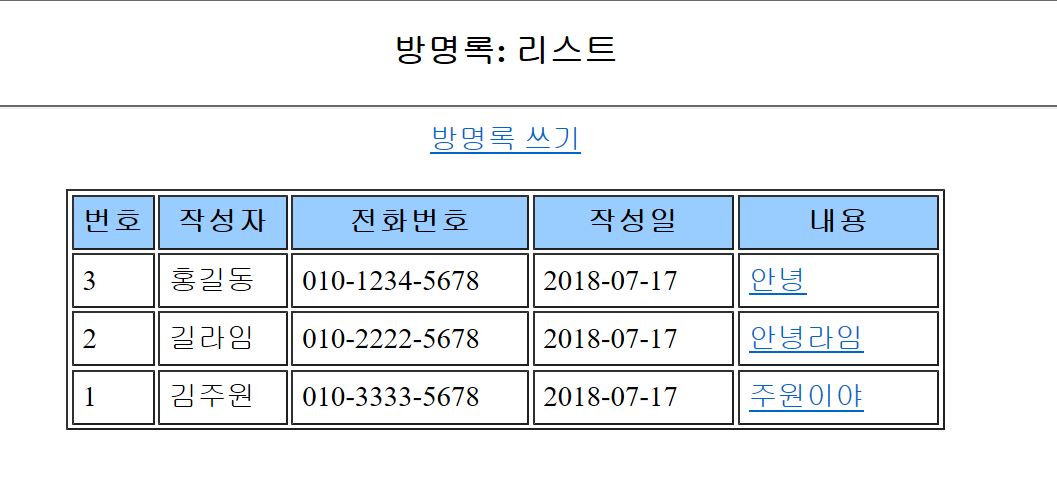 방명록: 리스트
방명록 쓰기
번호 작성자 전화번호 작성일 내용
3 홍길동 010-1234-5678 2018-07-17 안녕
2 길라임 010-2222-5678 2018-07-17 안녕라임
1 김주원 010-3333-5678 2018-07-17 주원이야